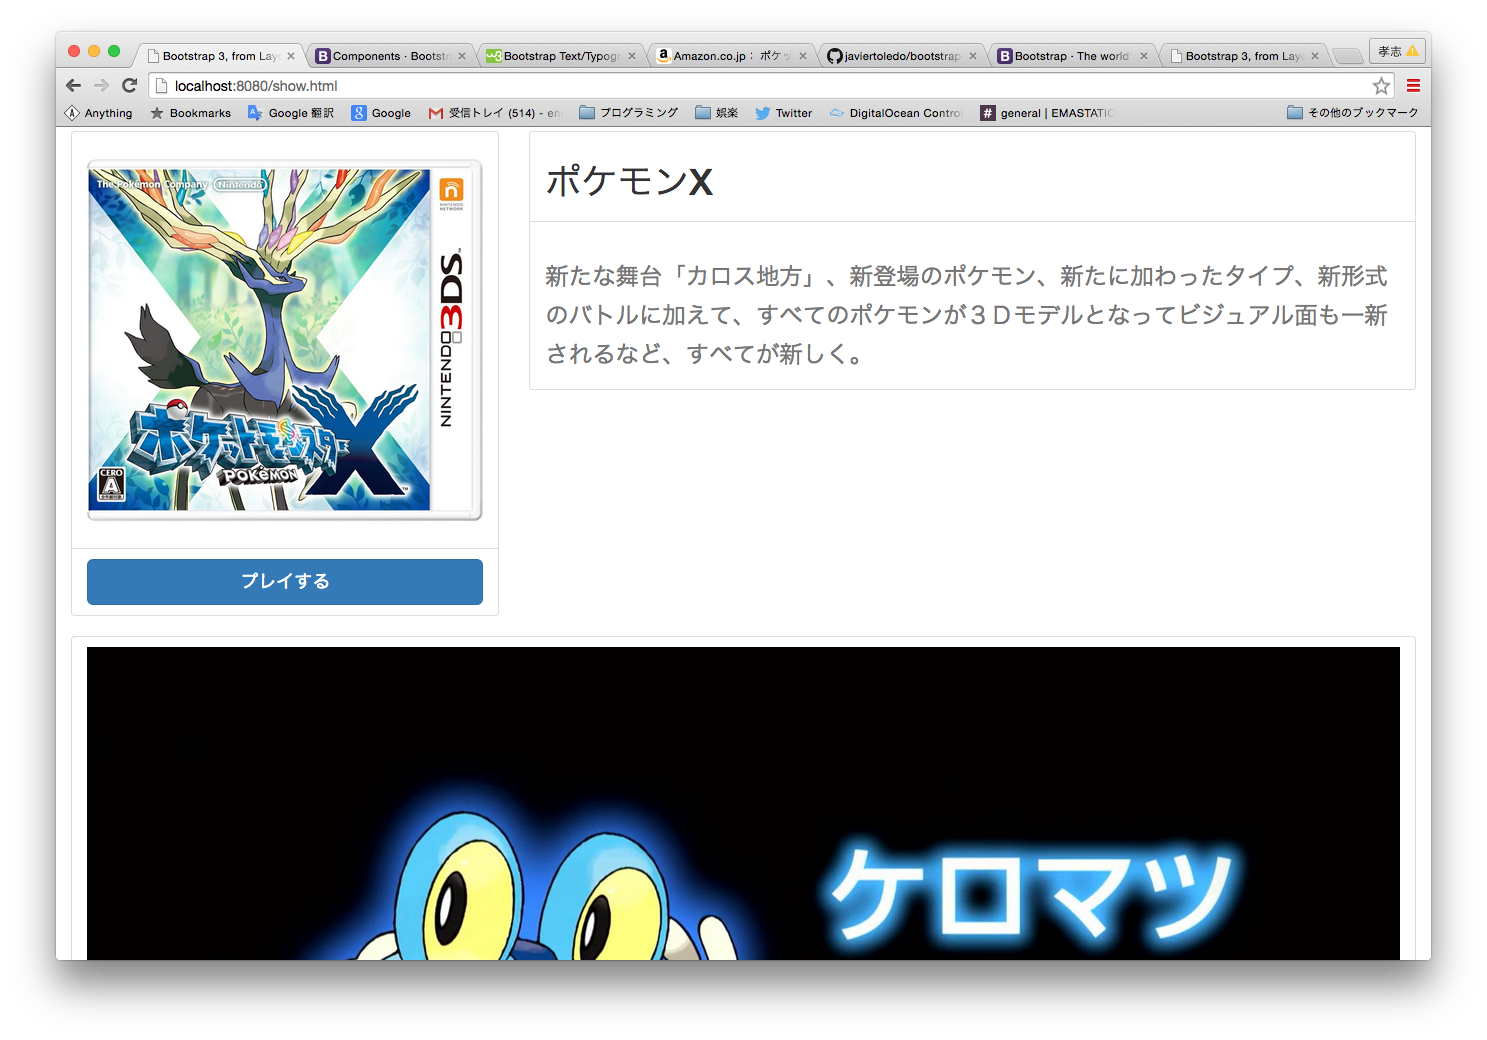 Bootstrap 3, from Lay
Components · Bootst
Bootstrap Text/Typog
Amazon.co.jp： ポケッ
javiertoledo/bootstrap
Bootstrap · The world
Bootstrap 3, from Lay
孝志
localhost:8080/show.html
Anything
Bookmarks
Google 翻訳
Google
受信トレイ (514) - en
プログラミング
娯楽
Twitter
DigitalOcean Control
general | EMASTATIC
その他のブックマーク
The Pokémon Company Nintendo
NINTENDO NETWORK
NINTENDO3DS™
ポケットモンスターX
POKéMON
CERO
A
全年齢対象
プレイする
ポケモンX
新たな舞台「カロス地方」、新登場のポケモン、新たに加わったタイプ、新形式
のバトルに加えて、すべてのポケモンが３Ｄモデルとなってビジュアル面も一新
されるなど、すべてが新しく。
ケロマツ